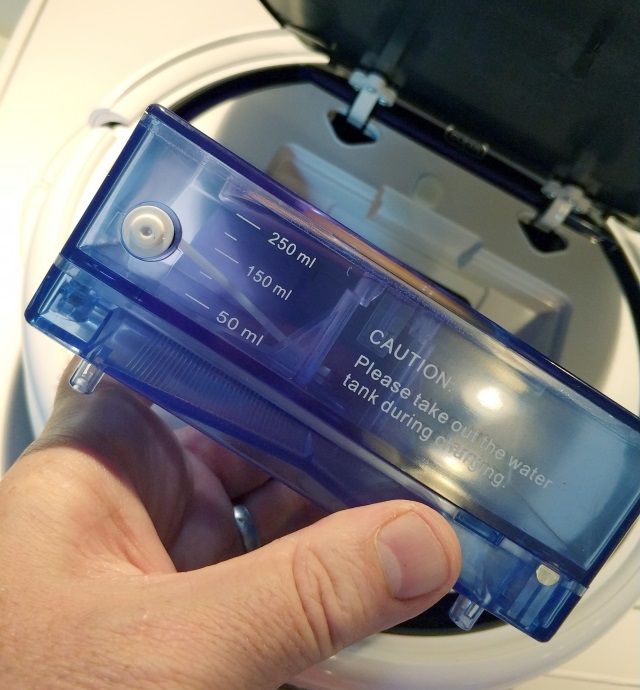 250 ml
150 ml
50 ml
CAUTION:
Please take out the water
tank during charging.